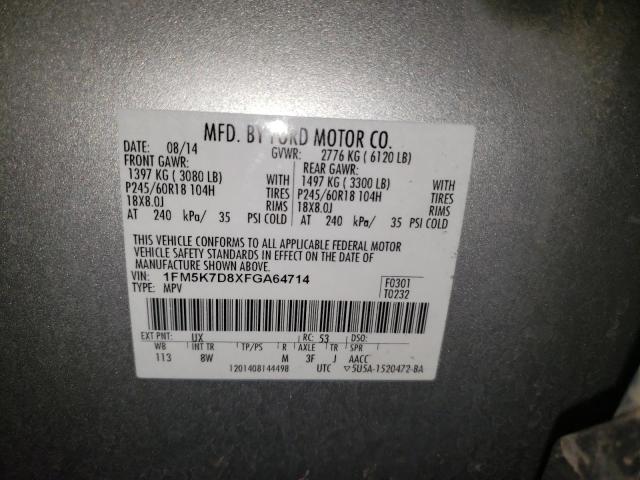 MFD. BY FORD MOTOR CO.
DATE: 08/14 GVWR: 2776 KG ( 6120 LB)
FRONT GAWR: REAR GAWR:
1397 KG ( 3080 LB) WITH 1497 KG ( 3300 LB) WITH
P245/60R18 104H TIRES P245/60R18 104H TIRES
18X8.0J RIMS 18X8.0J RIMS
AT 240 kPa/ 35 PSI COLD AT 240 kPa/ 35 PSI COLD
THIS VEHICLE CONFORMS TO ALL APPLICABLE FEDERAL MOTOR
VEHICLE SAFETY STANDARDS IN EFFECT ON THE DATE OF
MANUFACTURE SHOWN ABOVE.
VIN: 1FM5K7D8XFGA64714 F0301
TYPE: MPV T0232
EXT PNT: UX RC: 53 DSO:
WB INT TR TP/PS R AXLE TR SPR
113 8W M 3F J AACC
1201408144498 UTC ▽5U5A-1520472-BA